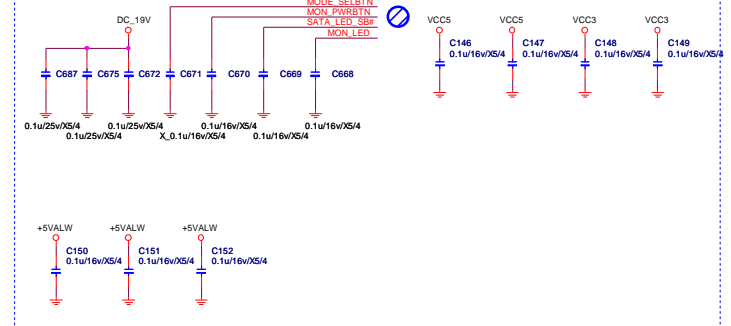 MODE_SELBTN
MON_PWRBTN
SATA_LED_SB#
MON_LED
DC_19V
VCC5
VCC5
VCC3
VCC3
C146
0.1u/16v/X5/4
C147
0.1u/16v/X5/4
C148
0.1u/16v/X5/4
C149
0.1u/16v/X5/4
C687
C675
C672
C671
C670
C669
C668
0.1u/25v/X5/4
0.1u/25v/X5/4
0.1u/25v/X5/4
X_0.1u/16v/X5/4
0.1u/16v/X5/4
0.1u/16v/X5/4
0.1u/16v/X5/4
+5VALW
+5VALW
+5VALW
C150
0.1u/16v/X5/4
C151
0.1u/16v/X5/4
C152
0.1u/16v/X5/4